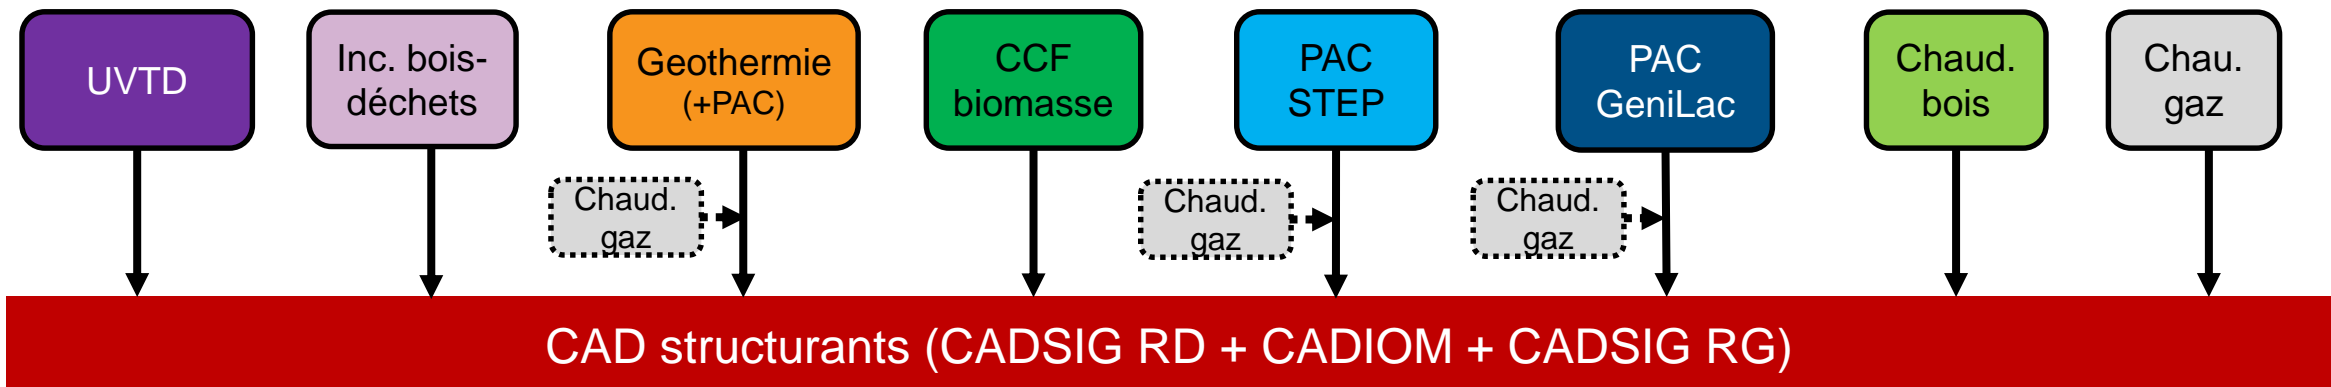 UVTD
Inc. bois-
déchets
Geothermie
(+PAC)
CCF
biomasse
PAC
STEP
PAC
GeniLac
Chaud.
bois
Chau.
gaz
Chaud.
gaz
Chaud.
gaz
Chaud.
gaz
CAD structurants (CADSIG RD + CADIOM + CADSIG RG)